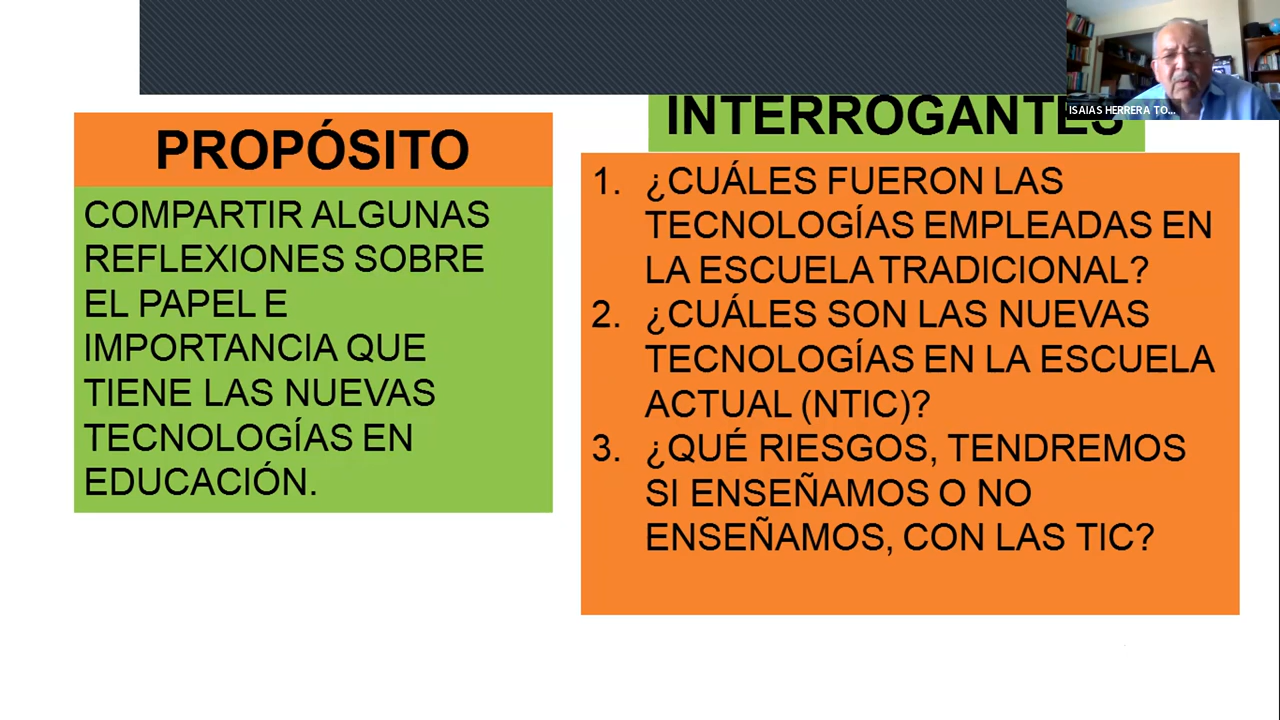 PROPÓSITO
COMPARTIR ALGUNAS
REFLEXIONES SOBRE
EL PAPEL E
IMPORTANCIA QUE
TIENE LAS NUEVAS
TECNOLOGÍAS EN
EDUCACIÓN.
INTERROGANTES
1. ¿CUÁLES FUERON LAS
TECNOLOGÍAS EMPLEADAS EN
LA ESCUELA TRADICIONAL?
2. ¿CUÁLES SON LAS NUEVAS
TECNOLOGÍAS EN LA ESCUELA
ACTUAL (NTIC)?
3. ¿QUÉ RIESGOS, TENDREMOS
SI ENSEÑAMOS O NO
ENSEÑAMOS, CON LAS TIC?
ISAIAS HERRERA TO...